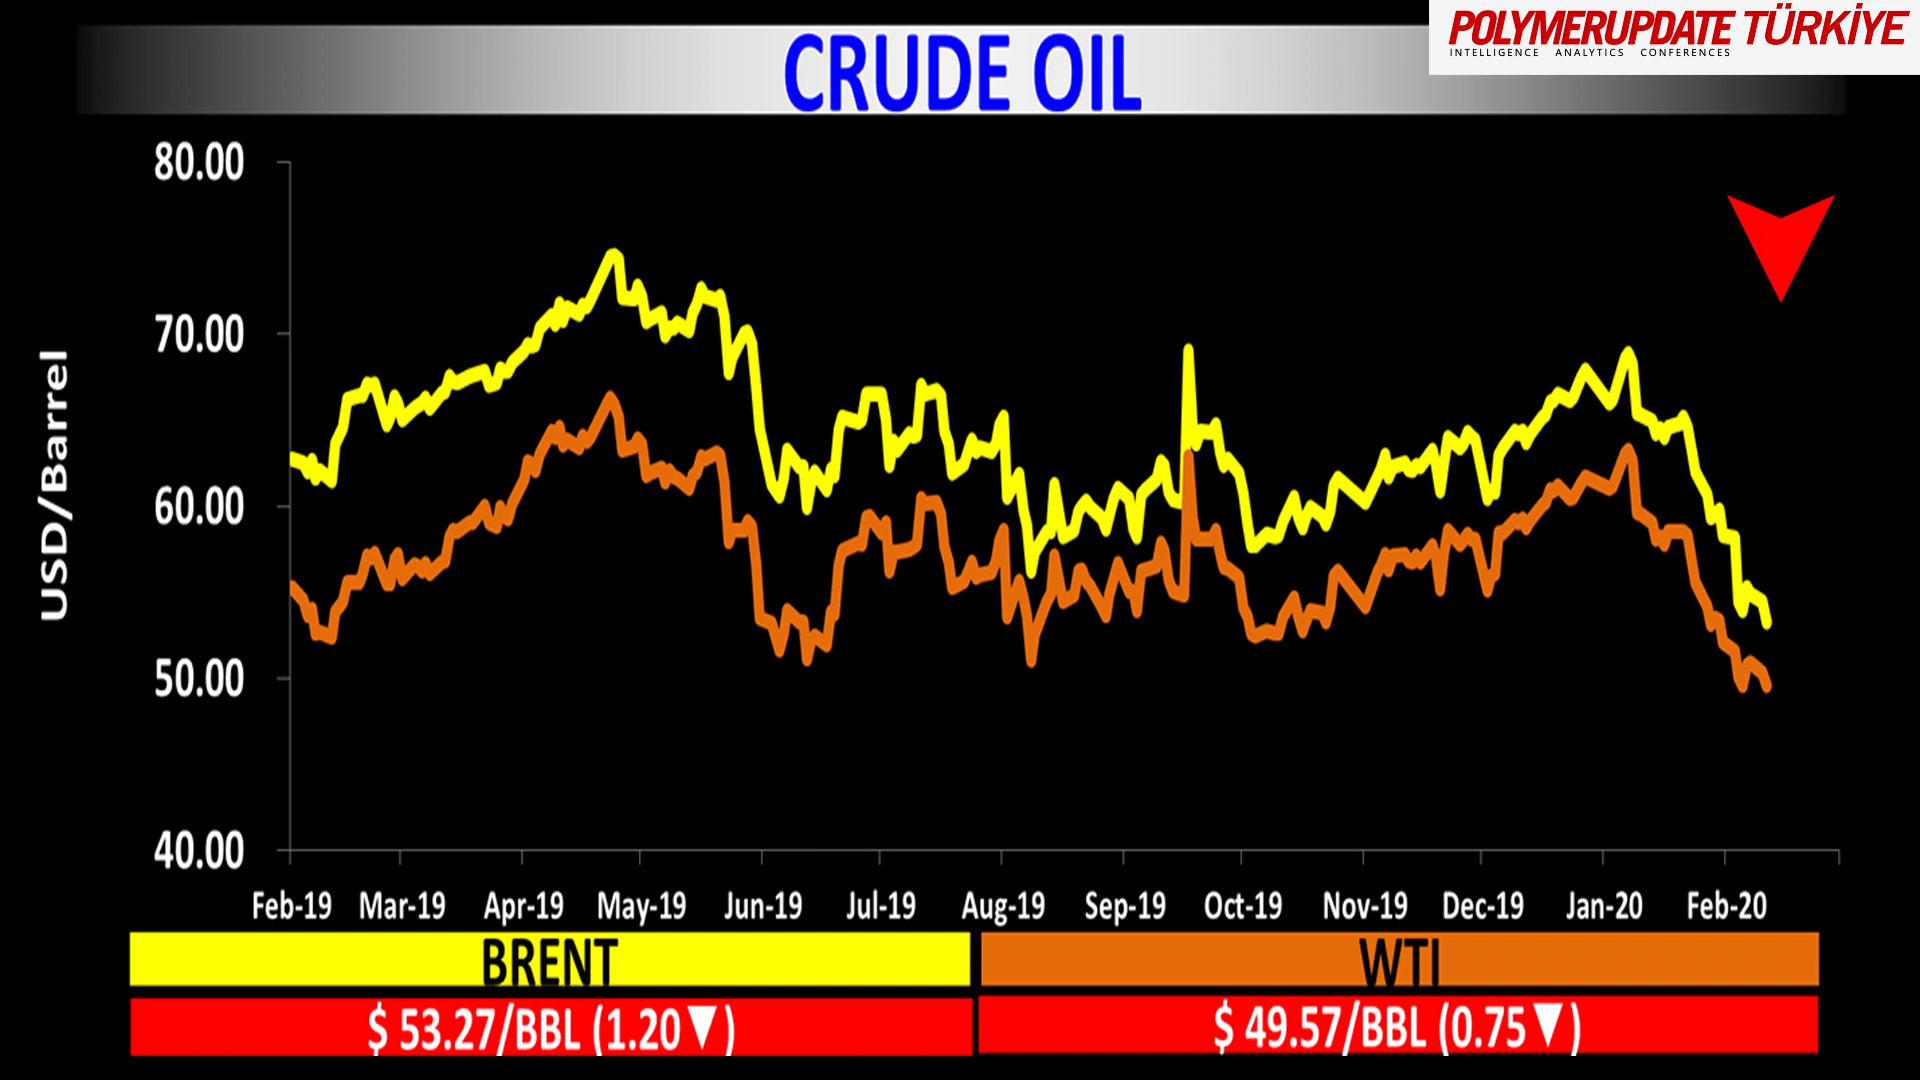 POLYMERUPDATE TÜRKİYE
INTELLIGENCE ANALYTICS CONFERENCES
CRUDE OIL
80.00
70.00
60.00
50.00
40.00
USD/Barrel
Feb-19 Mar-19 Apr-19 May-19 Jun-19 Jul-19 Aug-19 Sep-19 Oct-19 Nov-19 Dec-19 Jan-20 Feb-20
BRENT WTI
$ 53.27/BBL (1.20▼) $ 49.57/BBL (0.75▼)